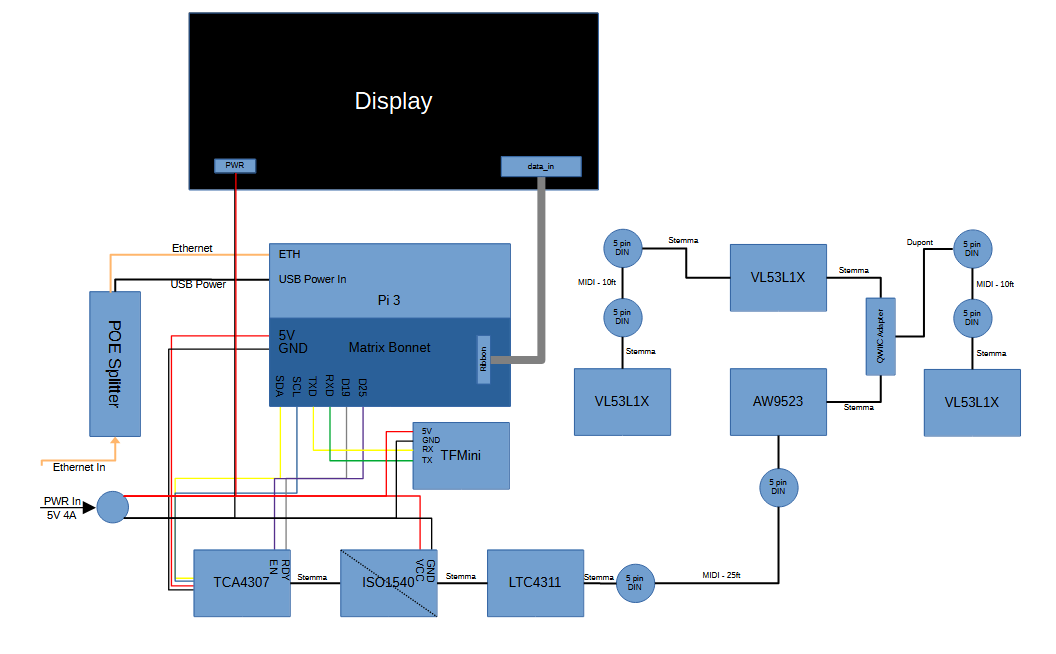 Display
PWR
data_in
Ethernet
ETH
USB Power In
USB Power
Pi 3
POE Splitter
5V
GND
Matrix Bonnet
Ribbon
SDA
SCL
TXD
RXD
D19
D25
5V
GND
RX
TX
TFMini
Ethernet In
PWR In
5V 4A
TCA4307
EN
RDY
Stemma
ISO1540
VCC
GND
Stemma
LTC4311
Stemma
5 pin
DIN
MIDI - 25ft
5 pin
DIN
Stemma
MIDI - 10ft
5 pin
DIN
Stemma
VL53L1X
VL53L1X
Stemma
QWIIC Adapter
Dupont
5 pin
DIN
MIDI - 10ft
5 pin
DIN
Stemma
VL53L1X
AW9523
Stemma
5 pin
DIN